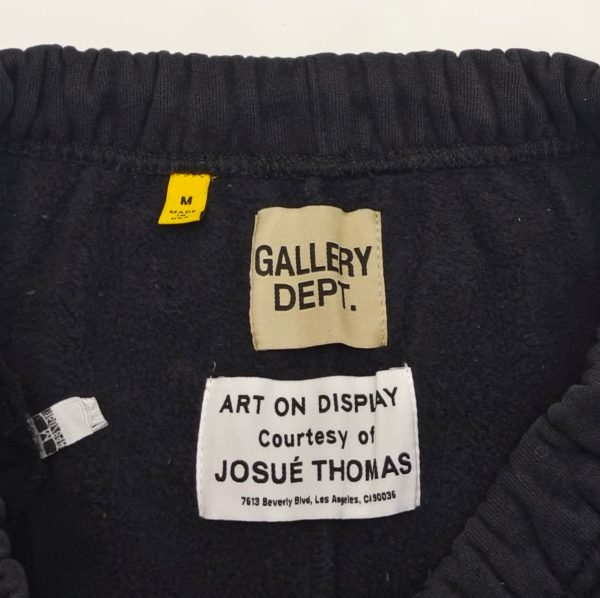 M
MADE
IN
USA
GALLERY
DEPT.
ART ON DISPLAY
Courtesy of
JOSUÉ THOMAS
7613 Beverly Blvd, Los Angeles, CA 90036